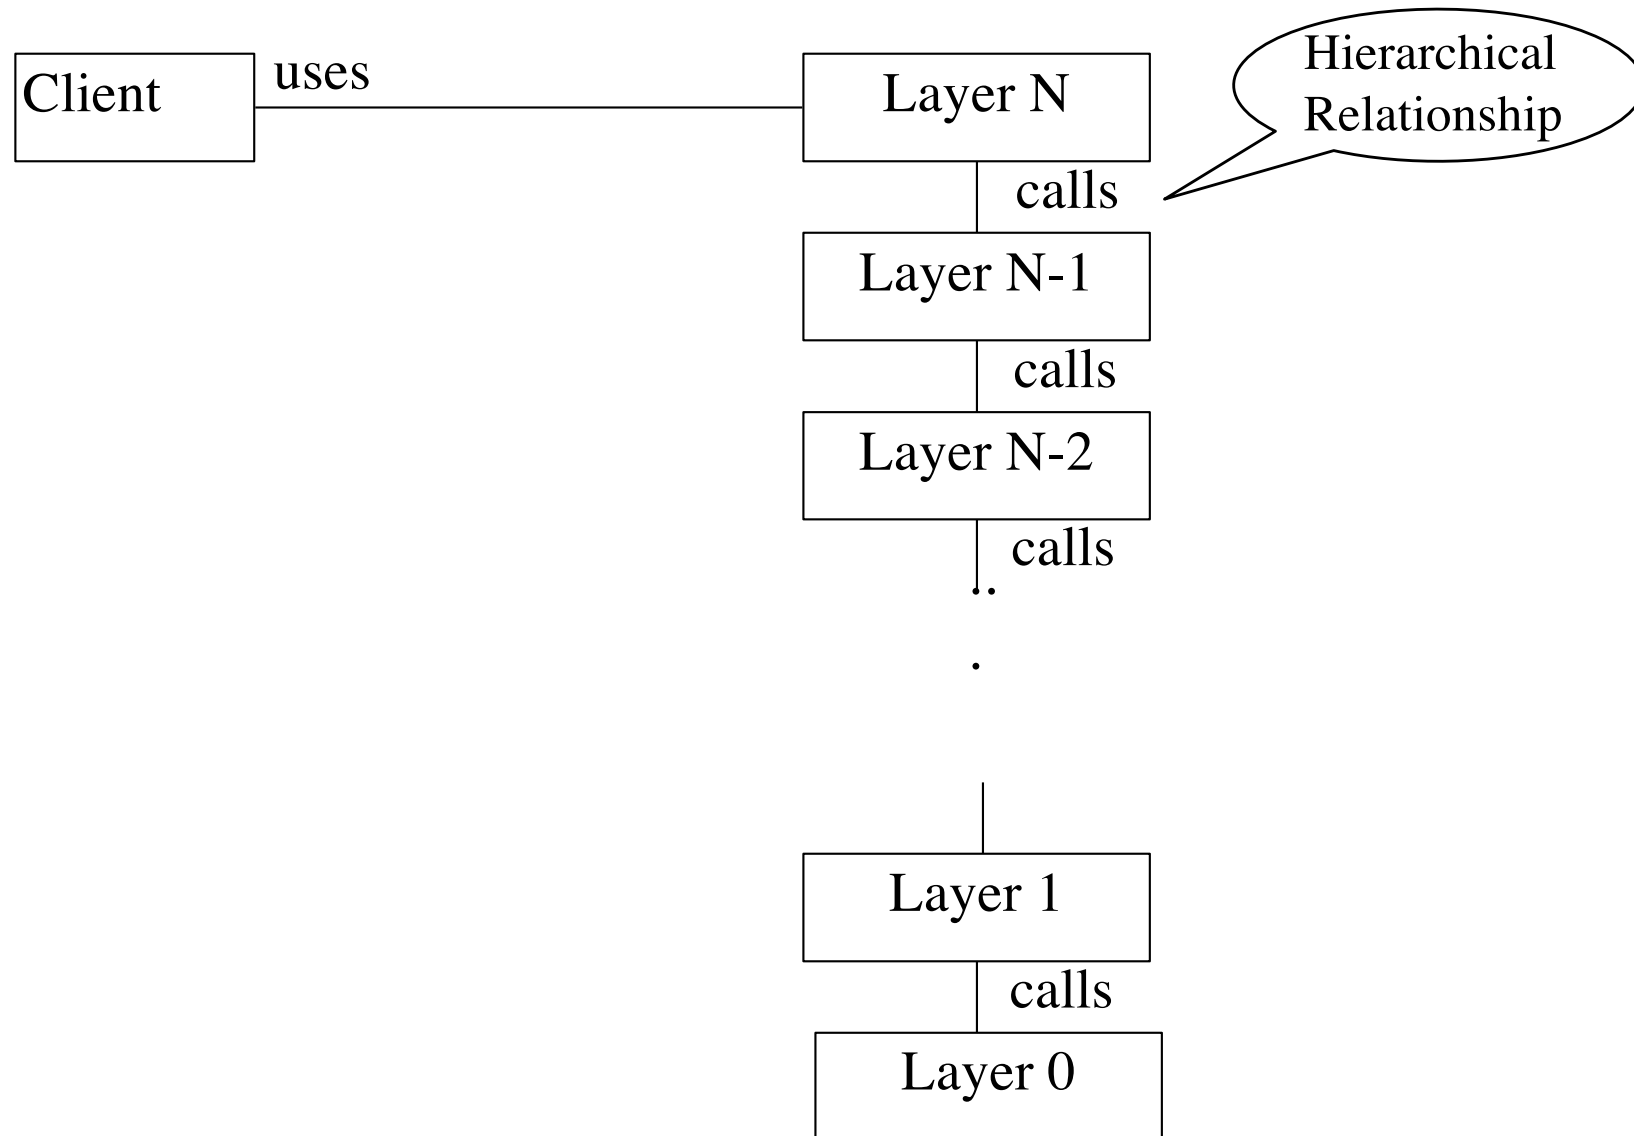 Client
uses
Layer N
Hierarchical
Relationship
calls
Layer N-1
calls
Layer N-2
calls
..
.
Layer 1
calls
Layer 0